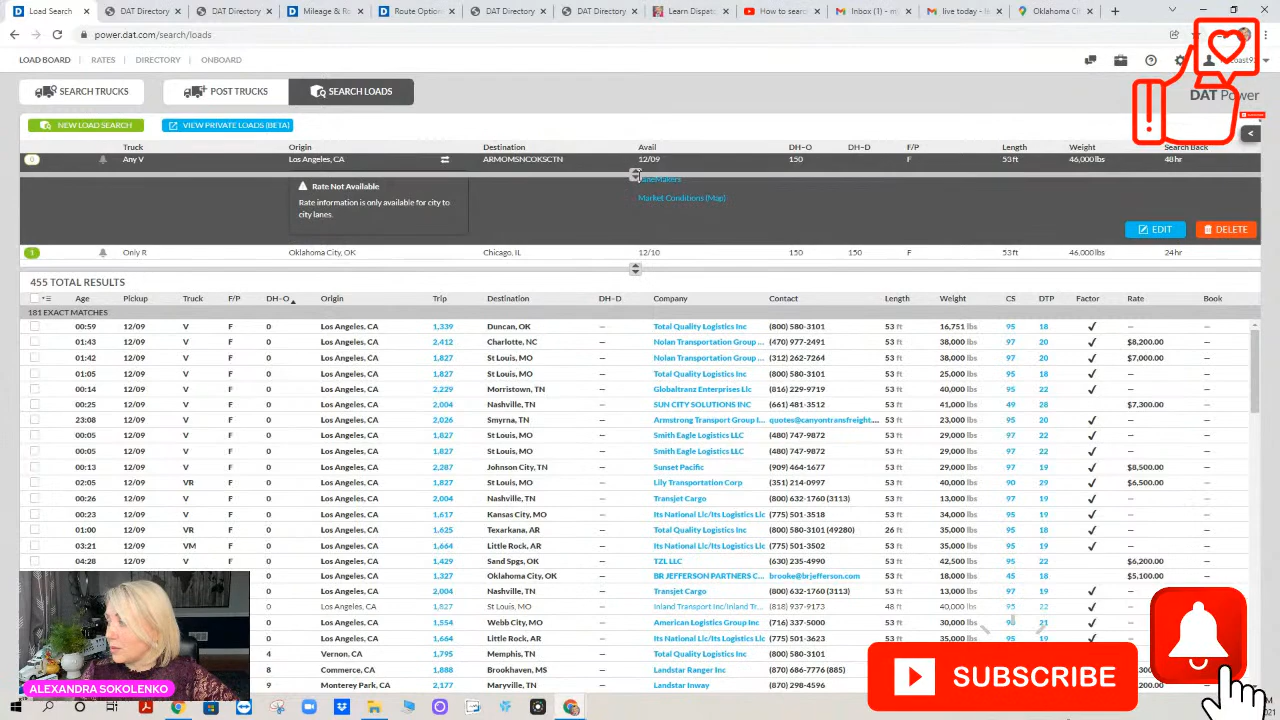 DAT Search Loads
DAT Directory
DAT Trucks
Mileage & Ro
Route Option
DAT Directory
DAT Directory
Learn Dispatc
How to searc
Inbox (1) - m
live today - l
Oklahoma Ci
power.dat.com/search/loads
LOAD BOARD RATES DIRECTORY ONBOARD
SEARCH TRUCKS POST TRUCKS SEARCH LOADS
DAT Power
NEW LOAD SEARCH VIEW PRIVATE LOADS (BETA)
Truck Origin Destination Avail DH–O DH–D F/P Length Weight Search Back
0 Any V Los Angeles, CA ARMOMSNCOKSCTN 12/09 150 F 53 ft 46,000 lbs 48 hr
Rate Not Available
Rate information is only available for city to
city lanes.
LaneMakers
Market Conditions (Map)
EDIT DELETE
1 Only R Oklahoma City, OK Chicago, IL 12/10 150 150 F 53 ft 46,000 lbs 24 hr
455 TOTAL RESULTS
Age Pickup Truck F/P DH–O Origin Trip Destination DH–D Company Contact Length Weight CS DTP Factor Rate Book
181 EXACT MATCHES
00:59 12/09 V F 0 Los Angeles, CA 1,339 Duncan, OK — Total Quality Logistics Inc (800) 580-3101 53 ft 16,751 lbs 95 18 ✓ — —
01:43 12/09 V F 0 Los Angeles, CA 2,412 Charlotte, NC — Nolan Transportation Group ... (470) 977-2491 53 ft 38,000 lbs 97 20 ✓ $8,200.00 —
01:42 12/09 V F 0 Los Angeles, CA 1,827 St Louis, MO — Nolan Transportation Group ... (312) 262-7264 53 ft 38,000 lbs 97 20 ✓ $7,000.00 —
01:05 12/09 V F 0 Los Angeles, CA 1,827 St Louis, MO — Total Quality Logistics Inc (800) 580-3101 53 ft 25,000 lbs 95 18 ✓ — —
00:14 12/09 V F 0 Los Angeles, CA 2,229 Morristown, TN — Globaltranz Enterprises Llc (816) 229-9719 53 ft 40,000 lbs 95 22 ✓ — —
00:25 12/09 V F 0 Los Angeles, CA 2,004 Nashville, TN — SUN CITY SOLUTIONS INC (661) 481-3512 53 ft 41,000 lbs 49 28 ✓ $7,300.00 —
23:08 12/09 V F 0 Los Angeles, CA 2,026 Smyrna, TN — Armstrong Transport Group I... quotes@canyontransfreight.... 53 ft 23,000 lbs 95 20 ✓ — —
00:05 12/09 V F 0 Los Angeles, CA 1,827 St Louis, MO — Smith Eagle Logistics LLC (480) 747-9872 53 ft 29,000 lbs 97 22 ✓ — —
00:05 12/09 V F 0 Los Angeles, CA 1,827 St Louis, MO — Smith Eagle Logistics LLC (480) 747-9872 53 ft 29,000 lbs 97 22 ✓ — —
00:13 12/09 V F 0 Los Angeles, CA 2,287 Johnson City, TN — Sunset Pacific (909) 464-1677 53 ft 29,000 lbs 97 19 ✓ $8,500.00 —
02:05 12/09 VR F 0 Los Angeles, CA 1,827 St Louis, MO — Lily Transportation Corp (351) 214-0997 53 ft 40,000 lbs 90 29 ✓ $6,500.00 —
00:26 12/09 V F 0 Los Angeles, CA 2,004 Nashville, TN — Transjet Cargo (800) 632-1760 (3113) 53 ft 13,000 lbs 97 19 ✓ — —
00:23 12/09 V F 0 Los Angeles, CA 1,617 Kansas City, MO — Its National Llc/Its Logistics Llc (775) 501-3518 53 ft 34,000 lbs 95 19 ✓ — —
01:00 12/09 VR F 0 Los Angeles, CA 1,625 Texarkana, AR — Total Quality Logistics Inc (800) 580-3101 (49280) 26 ft 35,000 lbs 95 18 ✓ — —
03:21 12/09 VM F 0 Los Angeles, CA 1,664 Little Rock, AR — Its National Llc/Its Logistics Llc (775) 501-3502 53 ft 35,000 lbs 95 19 ✓ — —
04:28 12/09 V F 0 Los Angeles, CA 1,429 Sand Spgs, OK — TZL LLC (630) 235-4990 53 ft 42,500 lbs 95 22 ✓ $6,200.00 —
0 Los Angeles, CA 1,327 Oklahoma City, OK — BR JEFFERSON PARTNERS C... brooke@brjefferson.com 53 ft 18,000 lbs 45 18 ✓ $5,100.00 —
0 Los Angeles, CA 2,004 Nashville, TN — Transjet Cargo (800) 632-1760 (3113) 53 ft 13,000 lbs 97 19 ✓ — —
0 Los Angeles, CA 1,827 St Louis, MO — Inland Transport Inc/Inland Tr... (818) 937-9173 48 ft 40,000 lbs 95 22 — —
0 Los Angeles, CA 1,554 Webb City, MO — American Logistics Group Inc (716) 337-5000 53 ft 30,000 lbs 21 ✓
0 Los Angeles, CA 1,664 Little Rock, AR — Its National Llc/Its Logistics Llc (775) 501-3623 53 ft 35,000 lbs 95 19 ✓
4 Vernon, CA 1,795 Memphis, TN — Total Quality Logistics Inc (800) 580-3101
8 Commerce, CA 1,888 Brookhaven, MS — Landstar Ranger Inc (870) 686-7776 (885)
9 Monterey Park, CA 2,177 Maryville, TN — Landstar Inway (870) 298-4596
ALEXANDRA SOKOLENKO
SUBSCRIBE